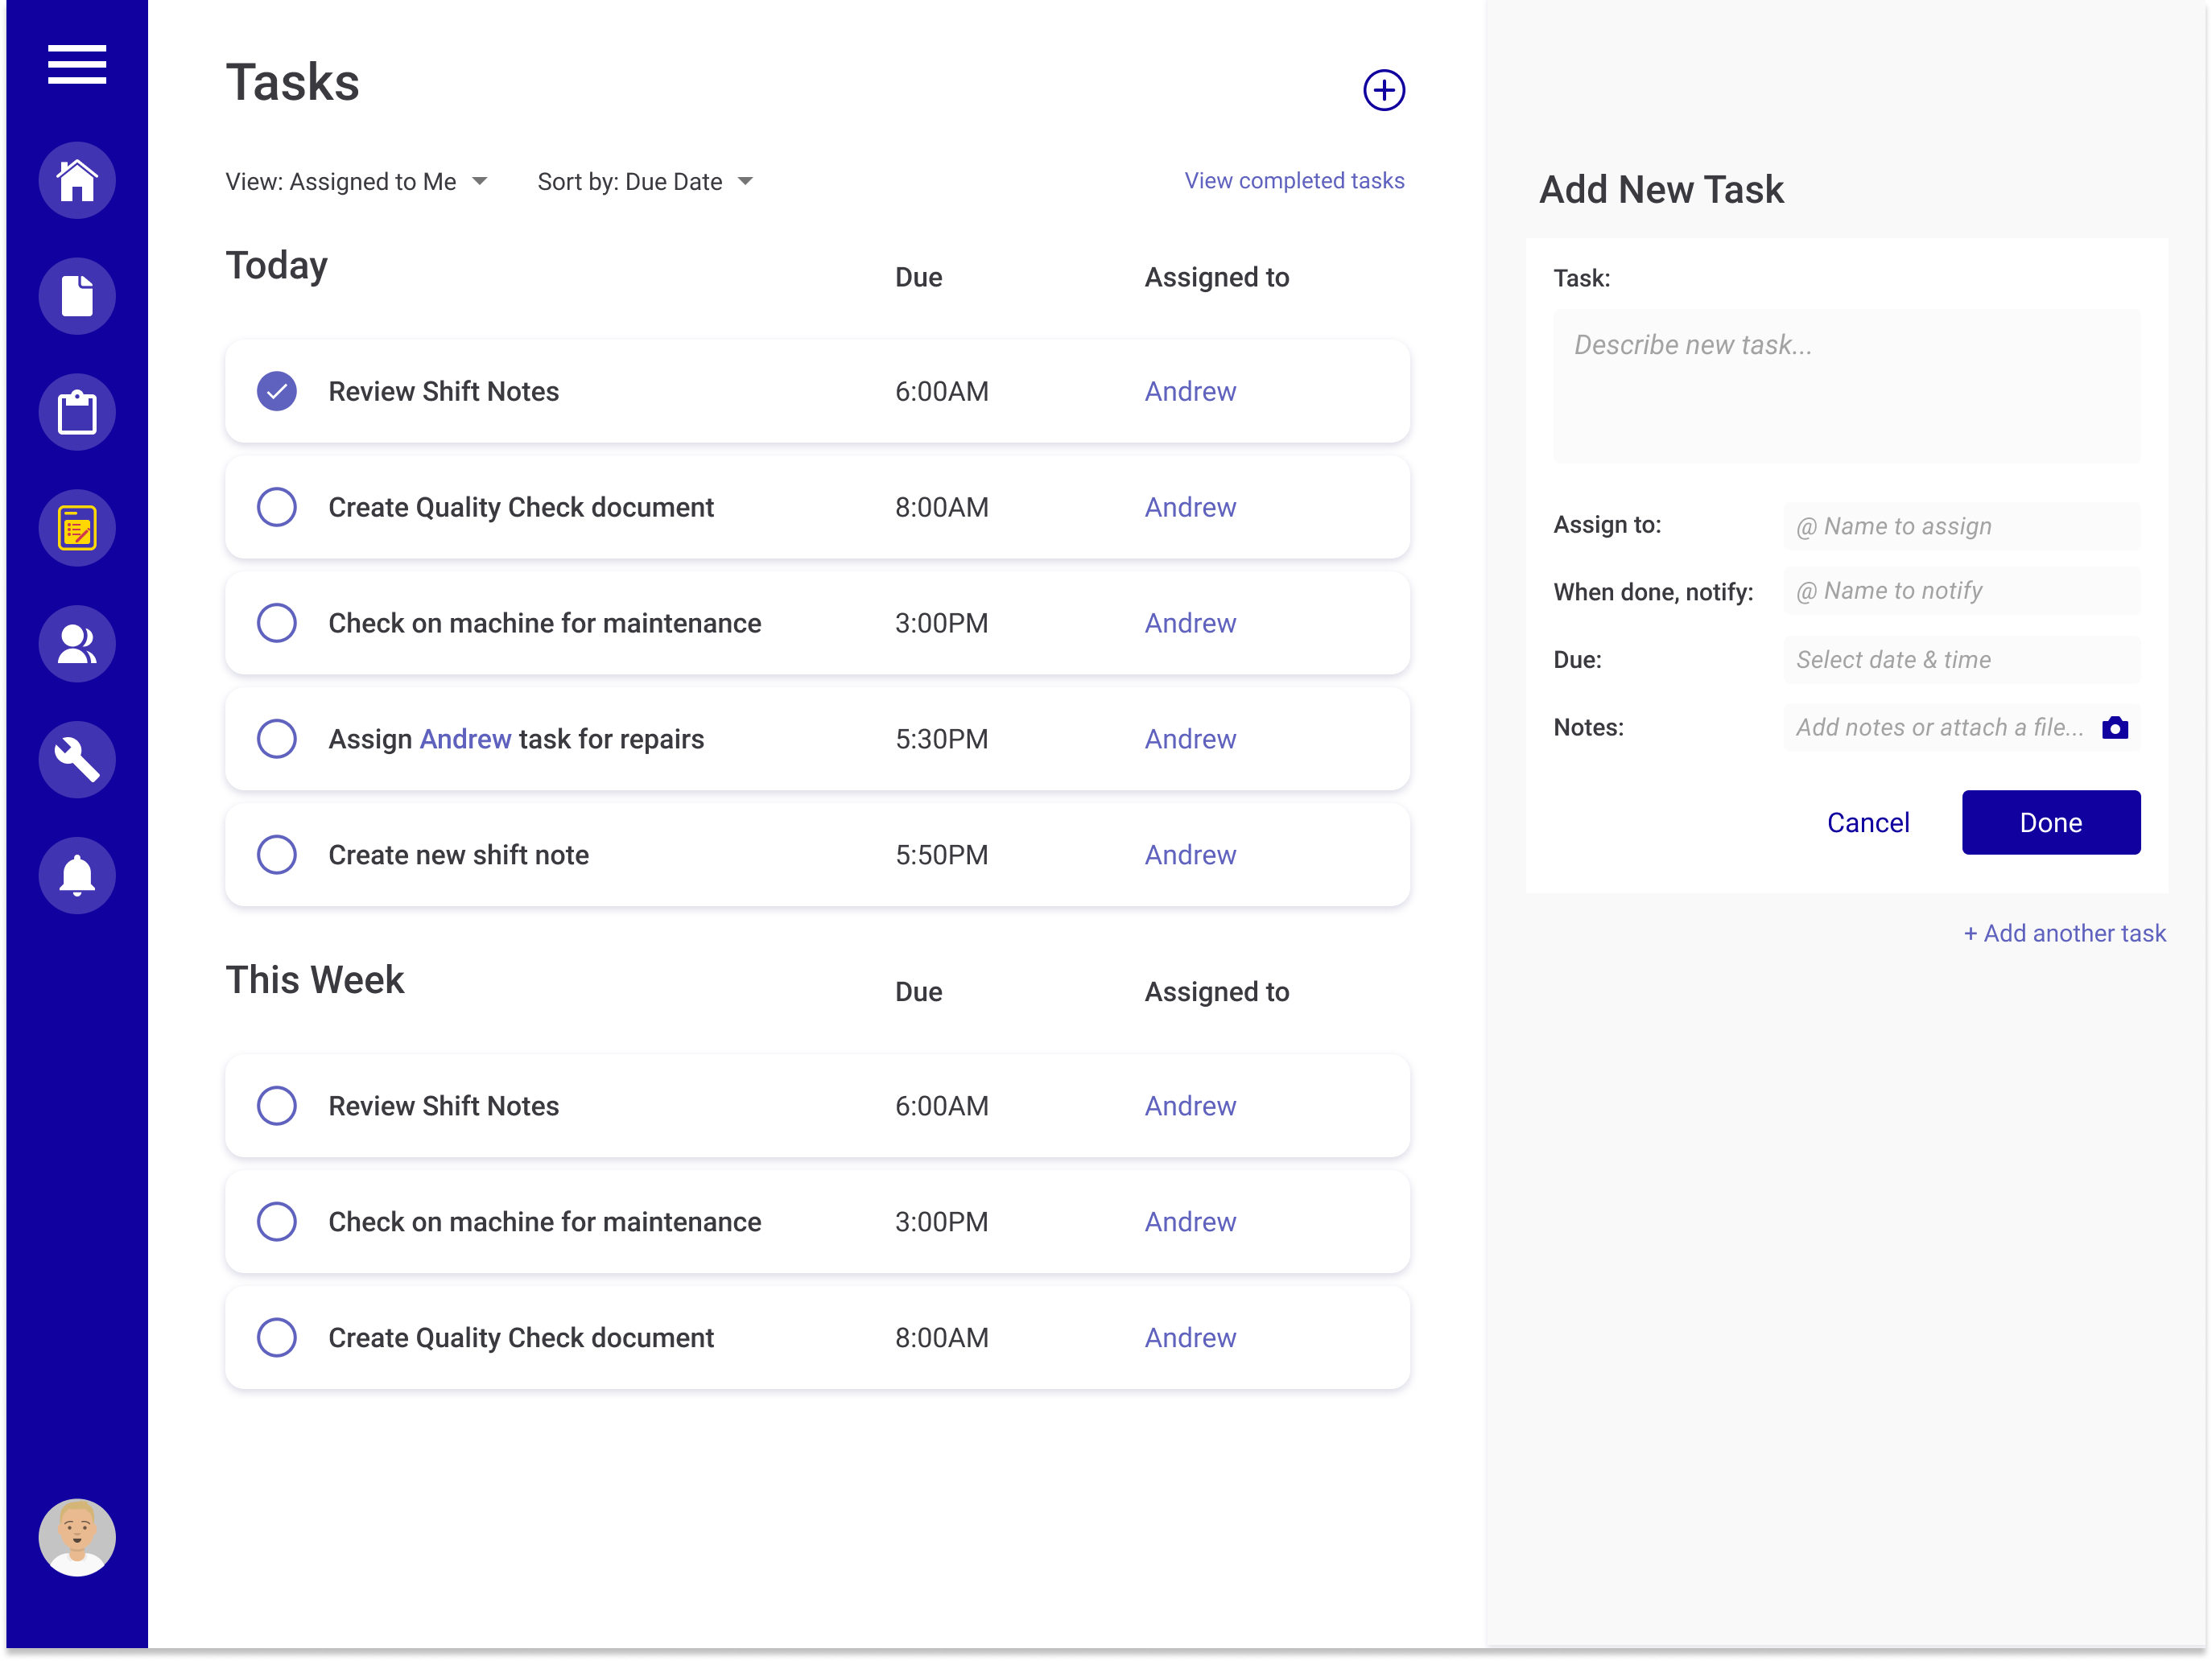 Tasks
View: Assigned to Me
Sort by: Due Date
View completed tasks
Today
Due
Assigned to
Review Shift Notes
6:00AM
Andrew
Create Quality Check document
8:00AM
Andrew
Check on machine for maintenance
3:00PM
Andrew
Assign Andrew task for repairs
5:30PM
Andrew
Create new shift note
5:50PM
Andrew
This Week
Due
Assigned to
Review Shift Notes
6:00AM
Andrew
Check on machine for maintenance
3:00PM
Andrew
Create Quality Check document
8:00AM
Andrew
Add New Task
Task:
Describe new task...
Assign to:
@ Name to assign
When done, notify:
@ Name to notify
Due:
Select date & time
Notes:
Add notes or attach a file...
Cancel
Done
+ Add another task